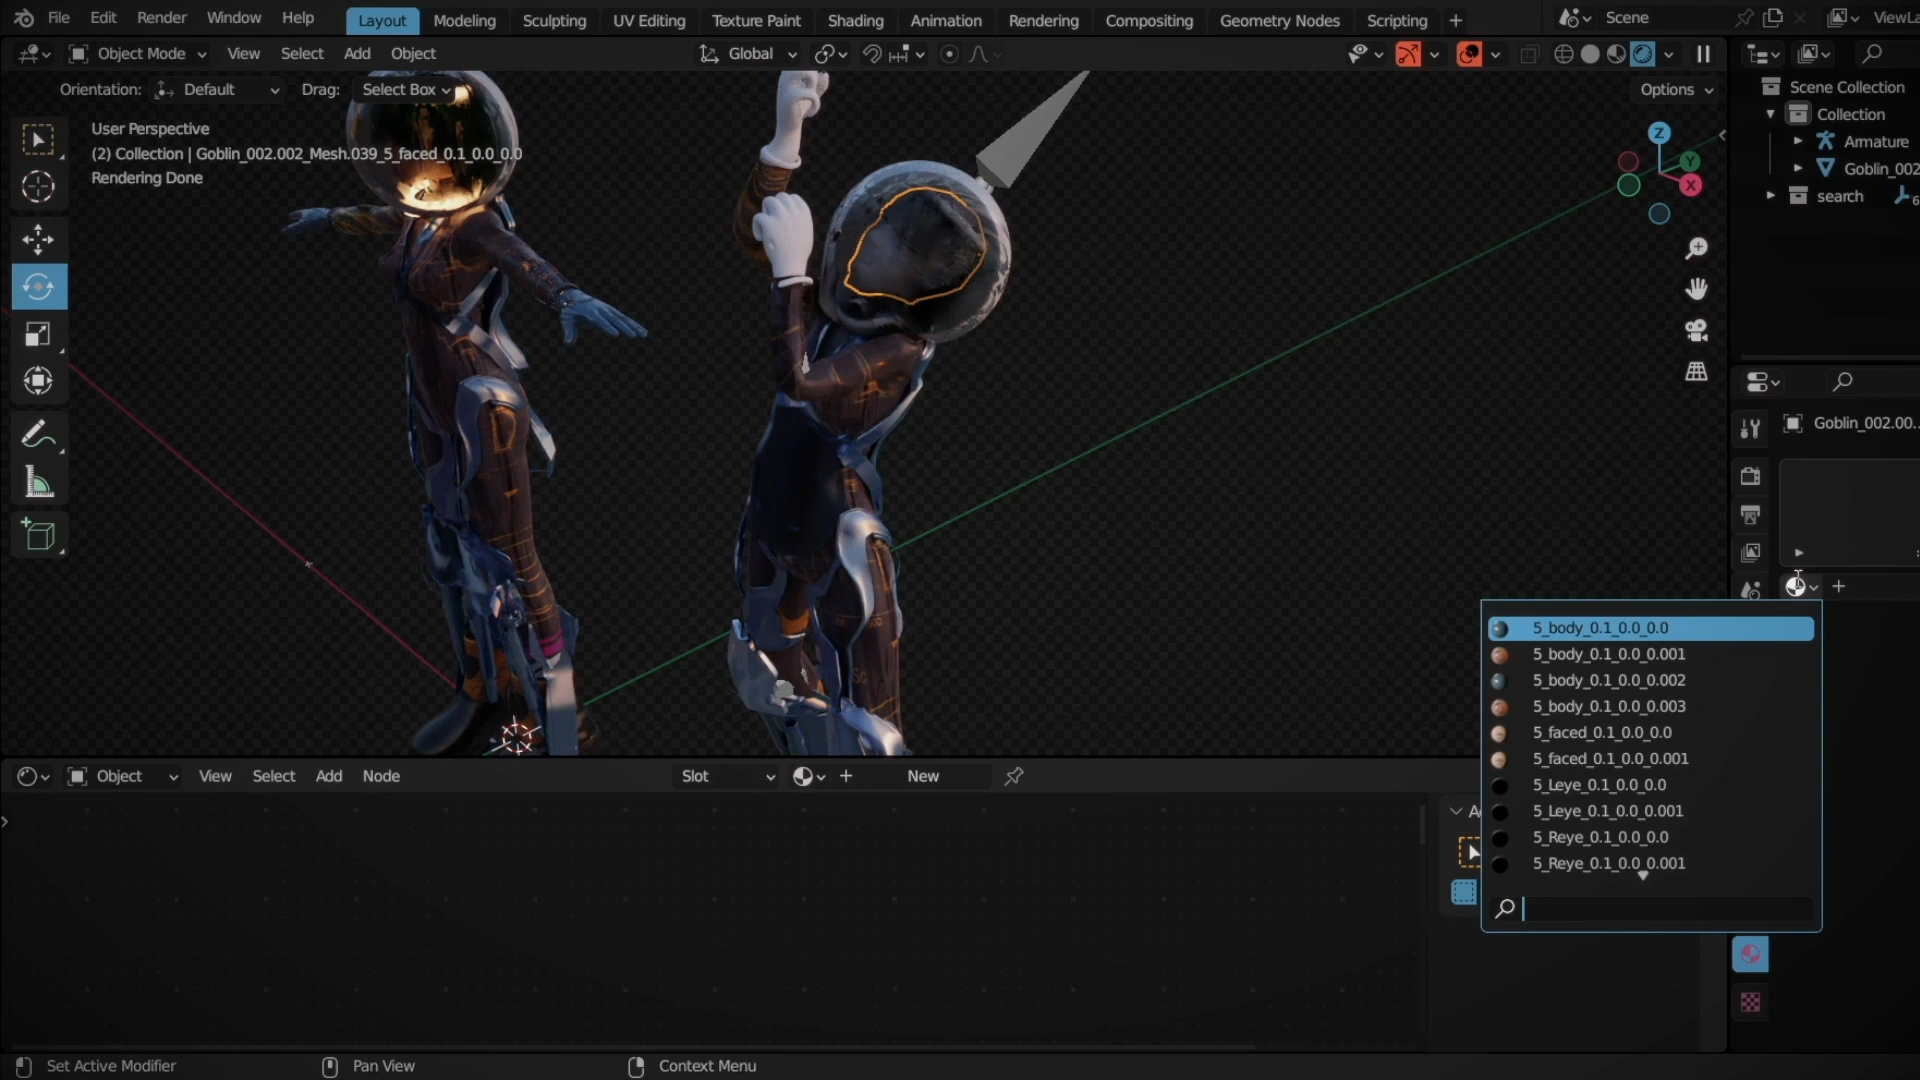 File Edit Render Window Help Layout Modeling Sculpting UV Editing Texture Paint Shading Animation Rendering Compositing Geometry Nodes Scripting + Scene
Object Mode View Select Add Object Global
Orientation: Default Drag: Select Box Options
User Perspective
(2) Collection | Goblin_002.002_Mesh.039_5_faced_0.1_0.0_0.0
Rendering Done
Z
Y
X
Scene Collection
Collection
Armature
Goblin_002
search 6
Goblin_002.00...
5_body_0.1_0.0_0.0
5_body_0.1_0.0_0.001
5_body_0.1_0.0_0.002
5_body_0.1_0.0_0.003
5_faced_0.1_0.0_0.0
5_faced_0.1_0.0_0.001
5_Leye_0.1_0.0_0.0
5_Leye_0.1_0.0_0.001
5_Reye_0.1_0.0_0.0
5_Reye_0.1_0.0_0.001
Object View Select Add Node Slot + New
Set Active Modifier Pan View Context Menu